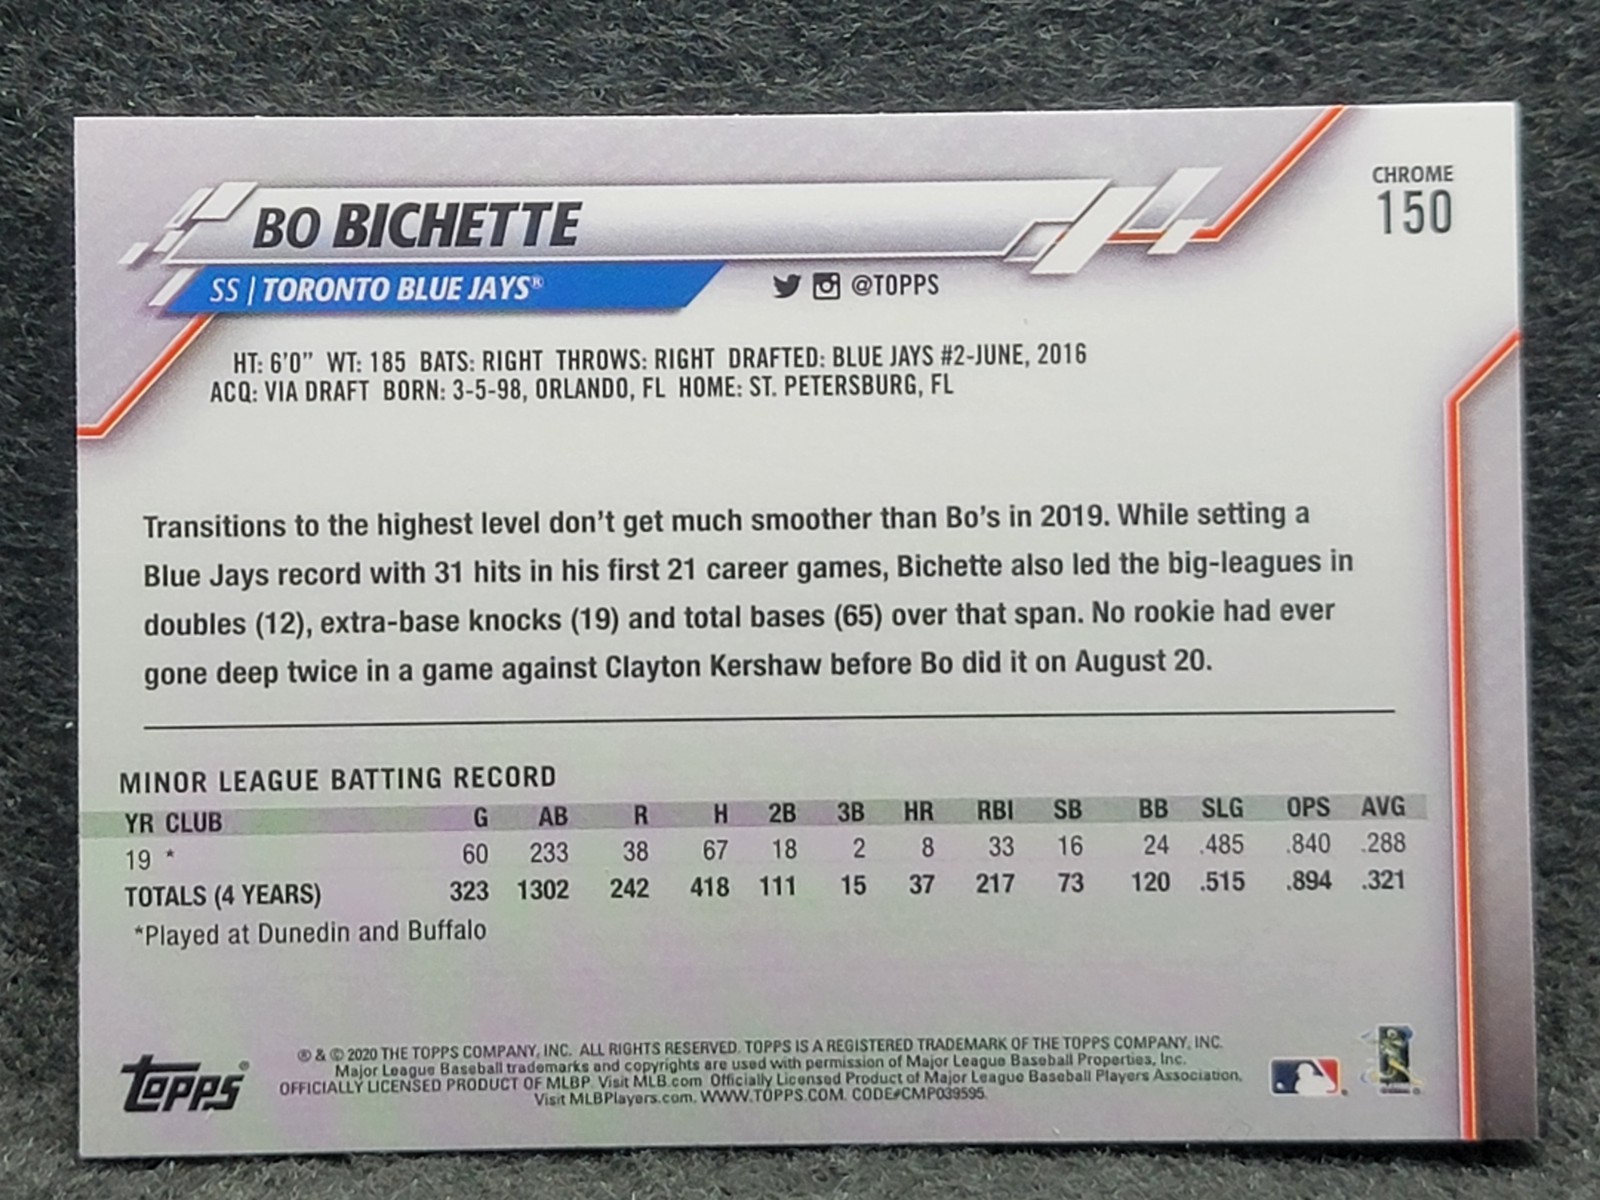 CHROME
150
BO BICHETTE
SS | TORONTO BLUE JAYS®
@TOPPS
HT: 6'0" WT: 185 BATS: RIGHT THROWS: RIGHT DRAFTED: BLUE JAYS #2-JUNE, 2016
ACQ: VIA DRAFT BORN: 3-5-98, ORLANDO, FL HOME: ST. PETERSBURG, FL
Transitions to the highest level don't get much smoother than Bo's in 2019. While setting a
Blue Jays record with 31 hits in his first 21 career games, Bichette also led the big-leagues in
doubles (12), extra-base knocks (19) and total bases (65) over that span. No rookie had ever
gone deep twice in a game against Clayton Kershaw before Bo did it on August 20.
MINOR LEAGUE BATTING RECORD
YR CLUB G AB R H 2B 3B HR RBI SB BB SLG OPS AVG
19 * 60 233 38 67 18 2 8 33 16 24 .485 .840 .288
TOTALS (4 YEARS) 323 1302 242 418 111 15 37 217 73 120 .515 .894 .321
*Played at Dunedin and Buffalo
TOPPS®
® & © 2020 THE TOPPS COMPANY, INC. ALL RIGHTS RESERVED. TOPPS IS A REGISTERED TRADEMARK OF THE TOPPS COMPANY, INC.
Major League Baseball trademarks and copyrights are used with permission of Major League Baseball Properties, Inc.
OFFICIALLY LICENSED PRODUCT OF MLBP. Visit MLB.com Officially Licensed Product of Major League Baseball Players Association.
Visit MLBPlayers.com. WWW.TOPPS.COM. CODE#CMP039595.